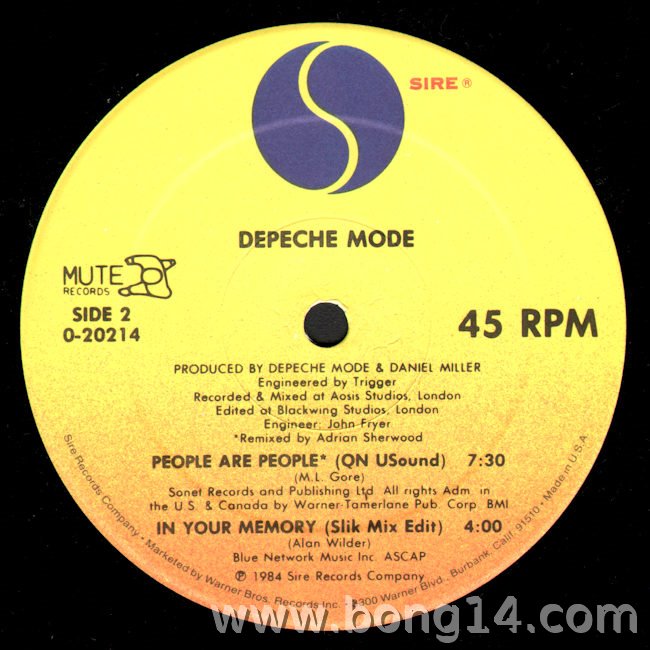 SIRE ®
DEPECHE MODE
MUTE
RECORDS
SIDE 2
0-20214
45 RPM
PRODUCED BY DEPECHE MODE & DANIEL MILLER
Engineered by Trigger
Recorded & Mixed at Aosis Studios, London
Edited at Blackwing Studios, London
Engineer: John Fryer
*Remixed by Adrian Sherwood
PEOPLE ARE PEOPLE* (QN USound) 7:30
(M.L. Gore)
Sonet Records and Publishing Ltd. All rights Adm. in
the U.S. & Canada by Warner-Tamerlane Pub. Corp. BMI
IN YOUR MEMORY (Slik Mix Edit) 4:00
(Alan Wilder)
Blue Network Music Inc. ASCAP
℗ 1984 Sire Records Company
Sire Records Company • Marketed by Warner Bros. Records Inc. • 3300 Warner Blvd., Burbank, Calif. 91510 • Made in U.S.A.
www.bong14.com